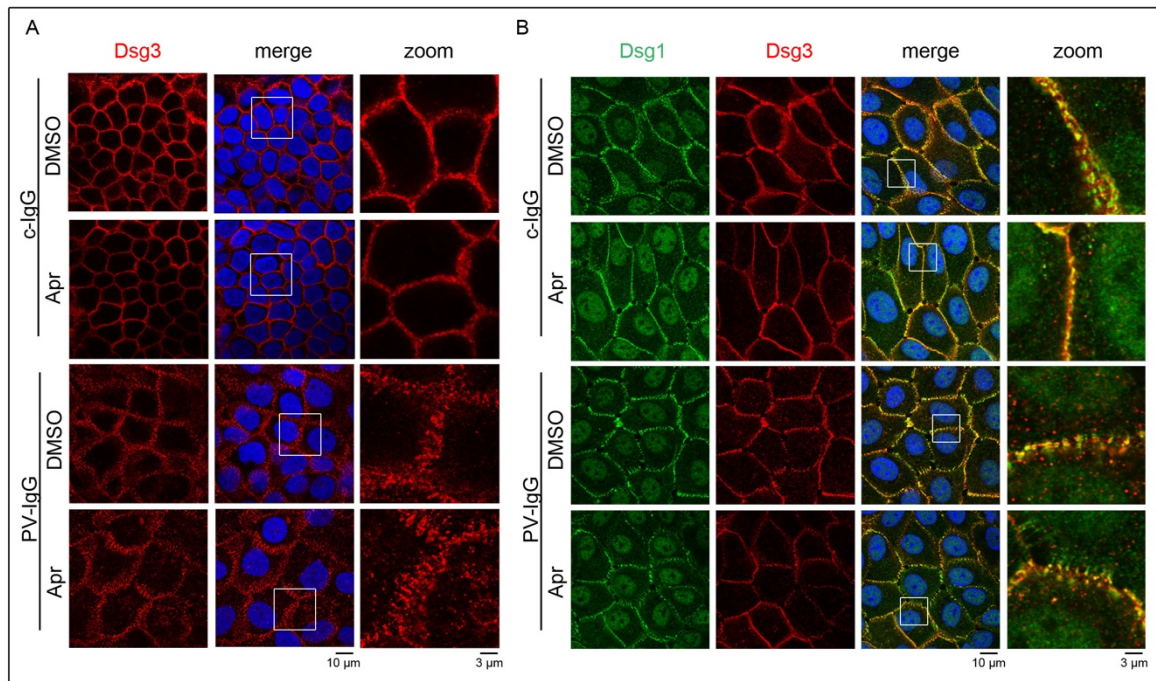 A
Dsg3 merge zoom
c-IgG
DMSO
Apr
PV-IgG
DMSO
Apr
10 µm 3 µm
B
Dsg1 Dsg3 merge zoom
c-IgG
DMSO
Apr
PV-IgG
DMSO
Apr
10 µm 3 µm